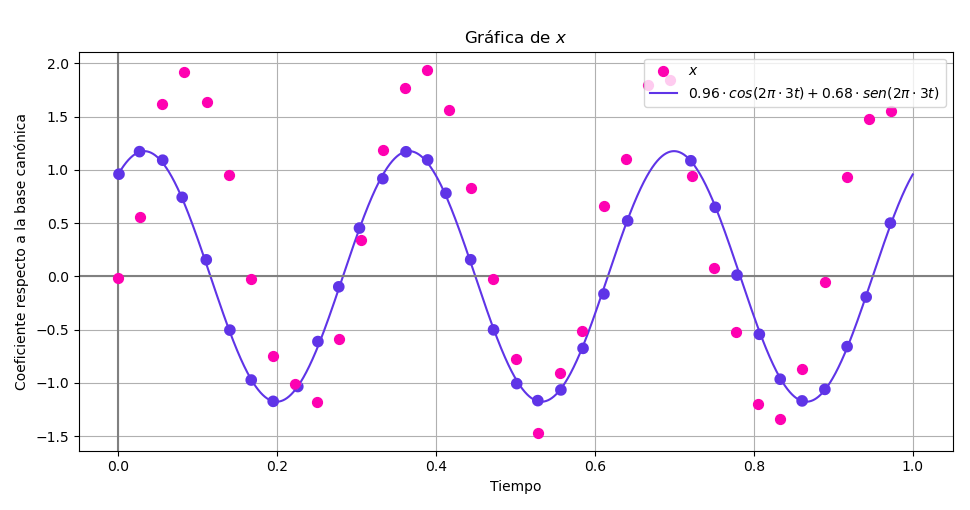 Gráfica de x
x
0.96 · cos(2π · 3t) + 0.68 · sen(2π · 3t)
Coeficiente respecto a la base canónica
2.0
1.5
1.0
0.5
0.0
−0.5
−1.0
−1.5
0.0 0.2 0.4 0.6 0.8 1.0
Tiempo